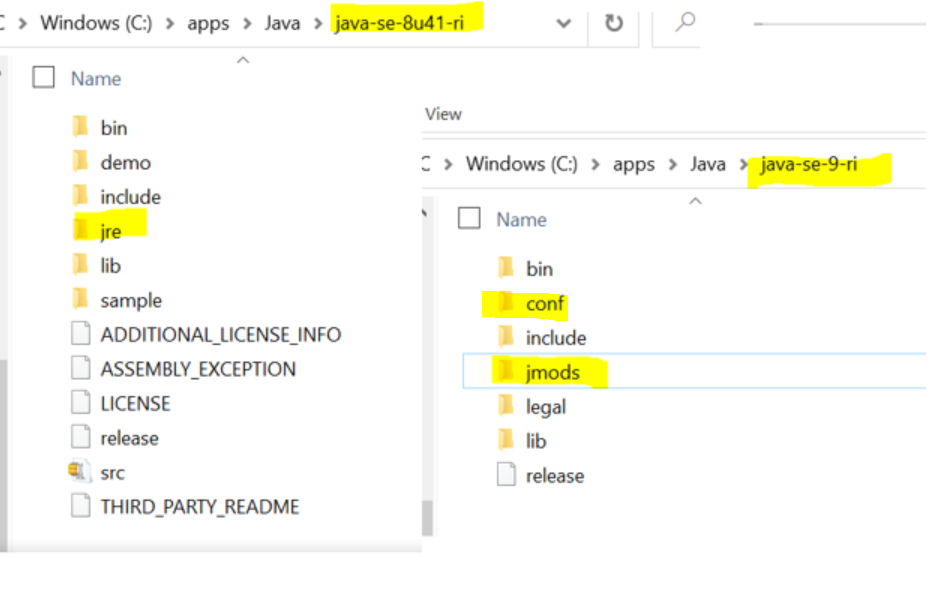 C > Windows (C:) > apps > Java > java-se-8u41-ri
Name
bin
demo
include
jre
lib
sample
ADDITIONAL_LICENSE_INFO
ASSEMBLY_EXCEPTION
LICENSE
release
src
THIRD_PARTY_README
View
C > Windows (C:) > apps > Java > java-se-9-ri
Name
bin
conf
include
jmods
legal
lib
release